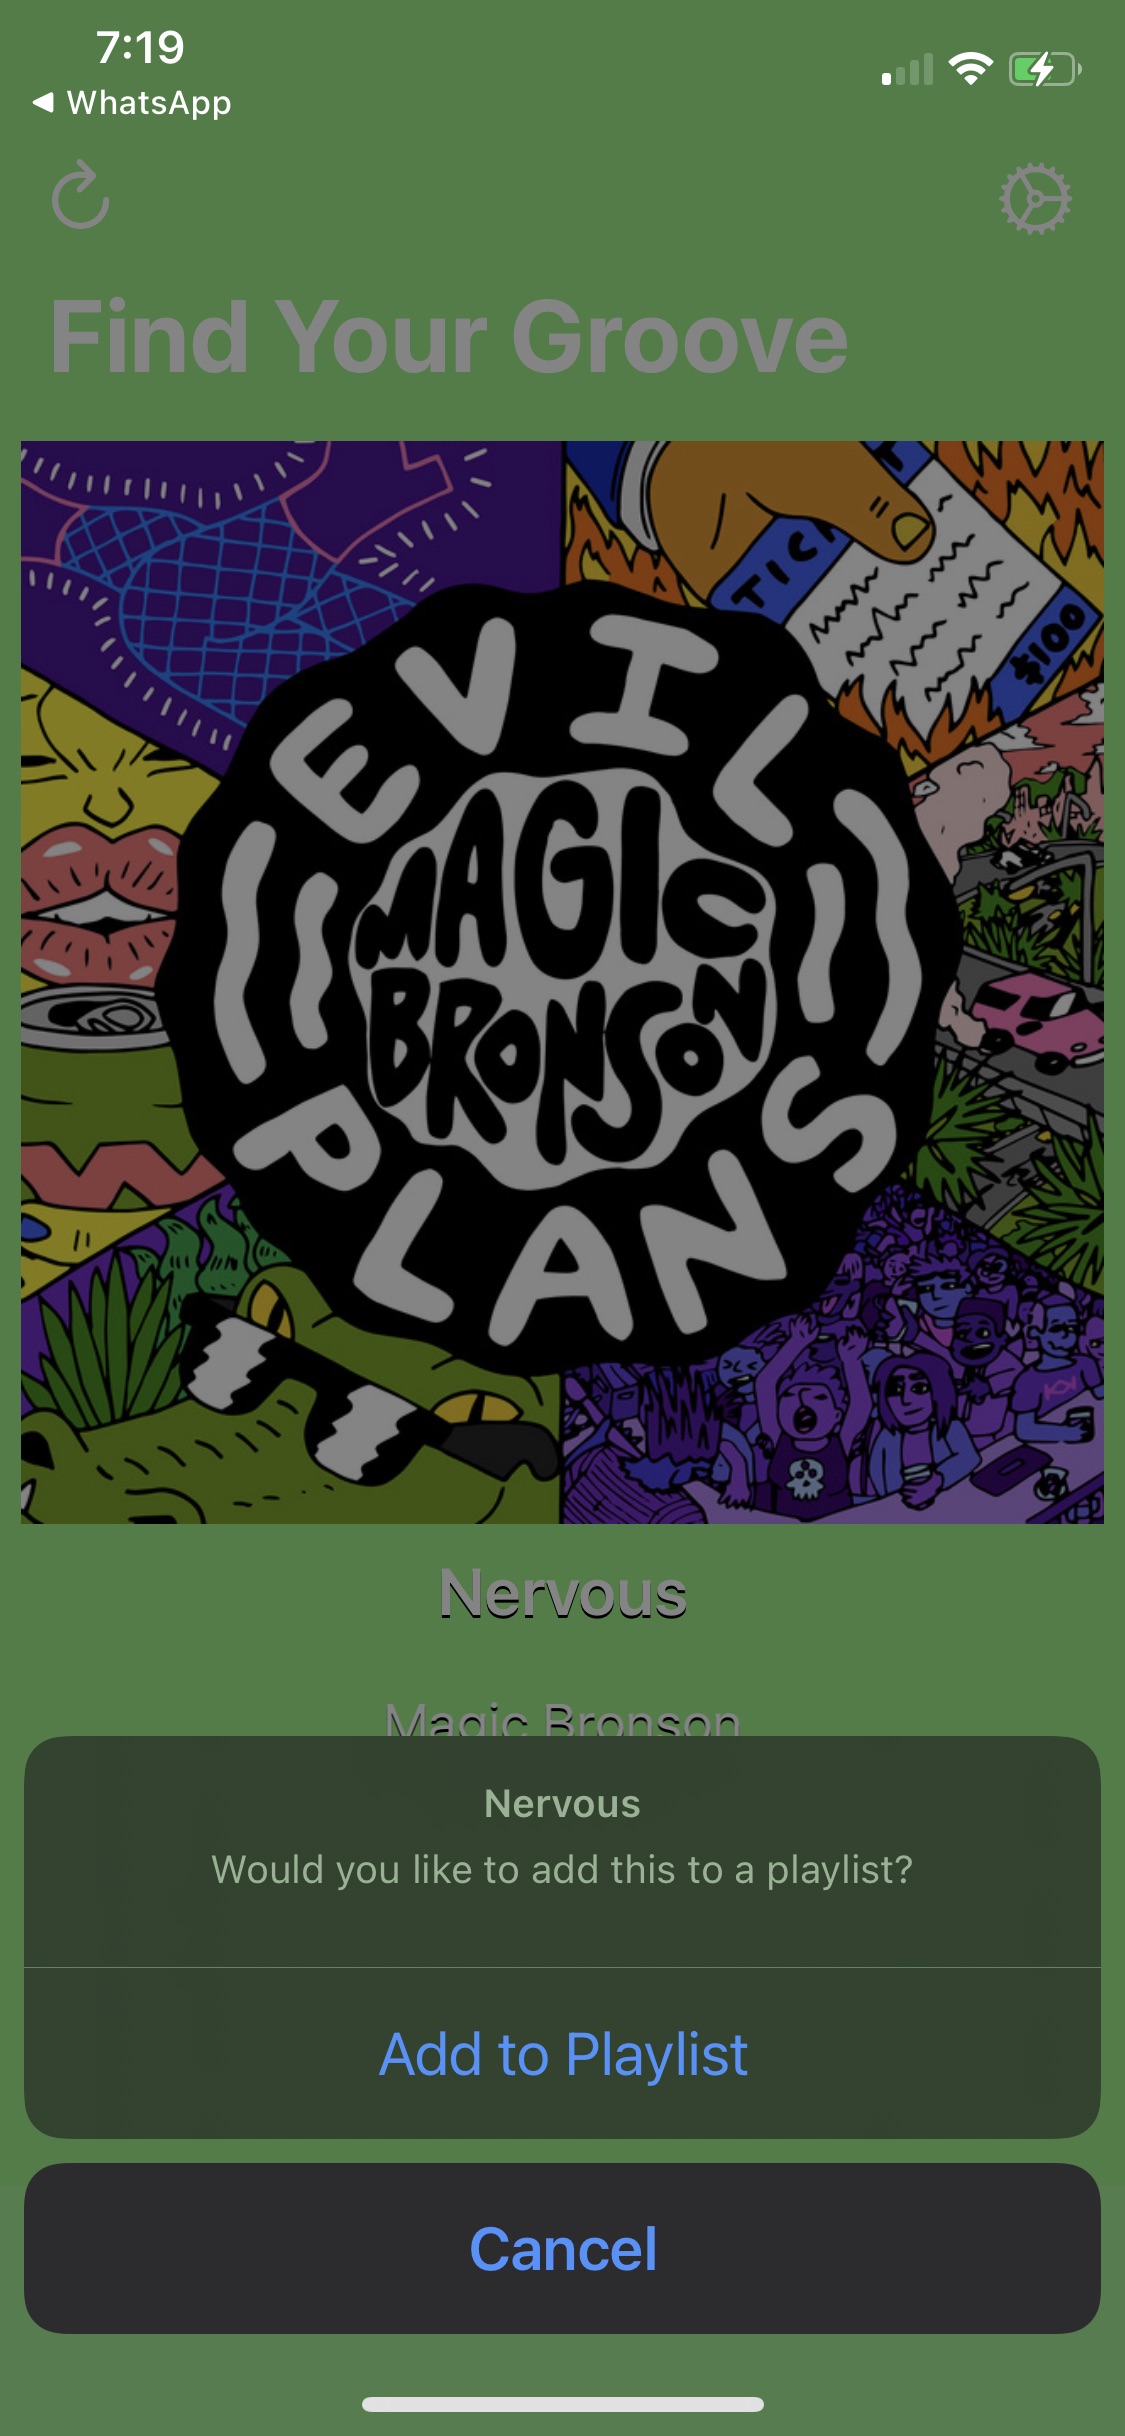 7:19
WhatsApp
Find Your Groove
TICK
$100
EVIL
MAGIC
BRONSON
PLANS
Nervous
Magic Bronson
Nervous
Would you like to add this to a playlist?
Add to Playlist
Cancel